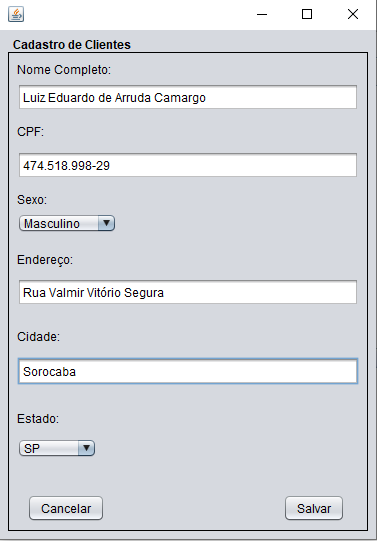 Cadastro de Clientes
Nome Completo:
Luiz Eduardo de Arruda Camargo
CPF:
474.518.998-29
Sexo:
Masculino
Endereço:
Rua Valmir Vitório Segura
Cidade:
Sorocaba
Estado:
SP
Cancelar Salvar